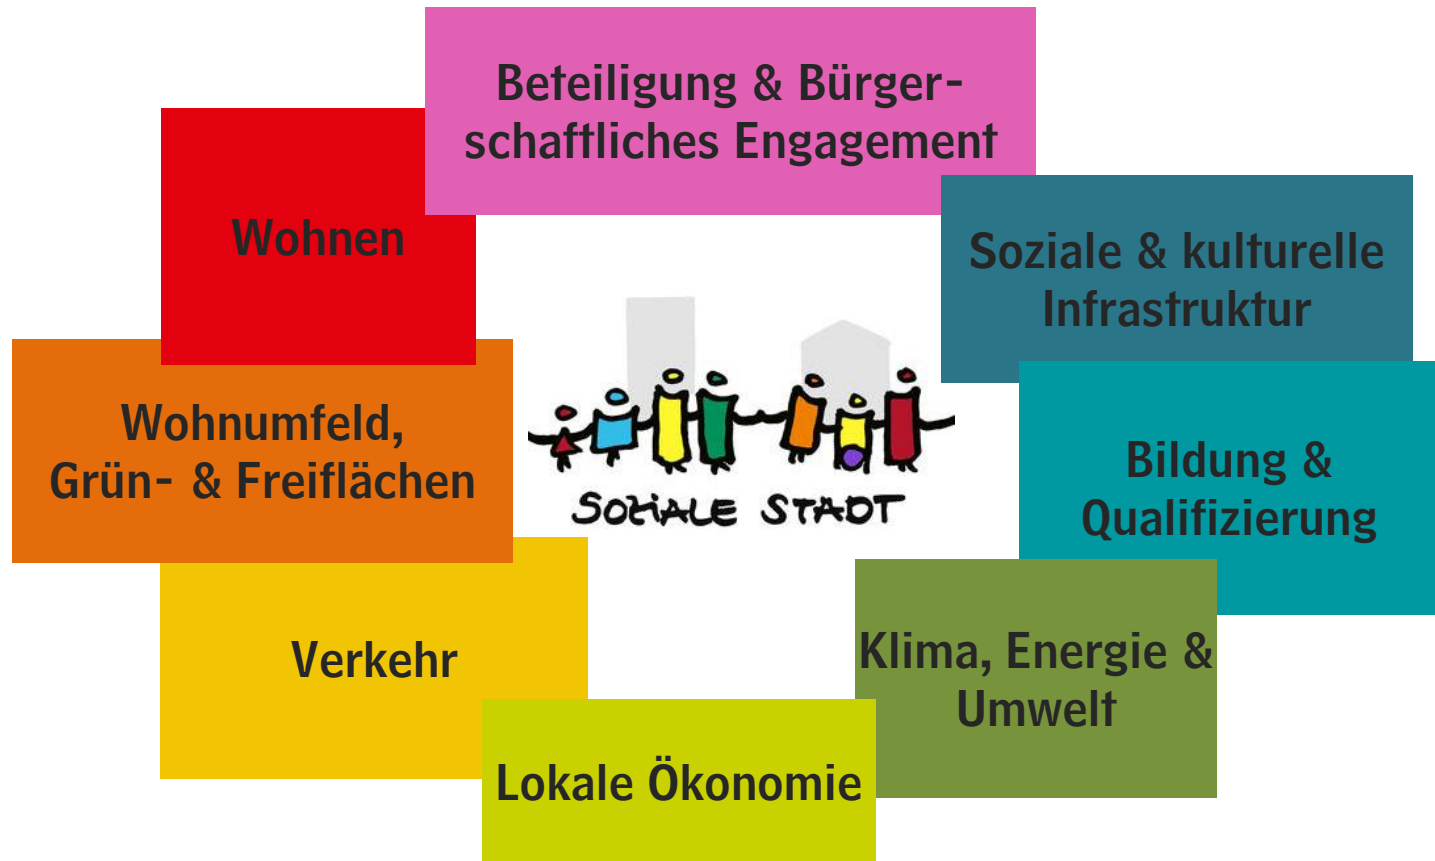 Beteiligung & Bürger-
schaftliches Engagement
Wohnen
Soziale & kulturelle
Infrastruktur
Wohnumfeld,
Grün- & Freiflächen
Bildung &
Qualifizierung
SOZiALE STADT
Verkehr
Klima, Energie &
Umwelt
Lokale Ökonomie